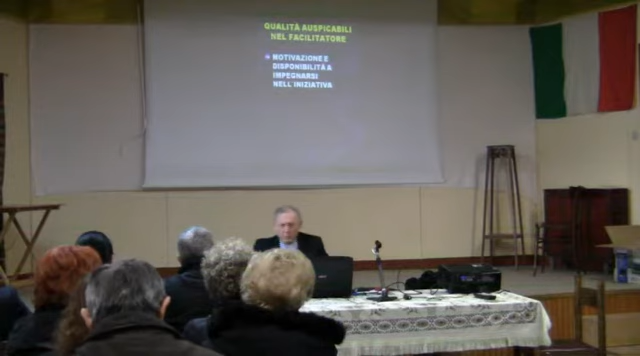 QUALITÀ AUSPICABILI
NEL FACILITATORE
MOTIVAZIONE E
DISPONIBILITÀ A
IMPEGNARSI
NELL'INIZIATIVA